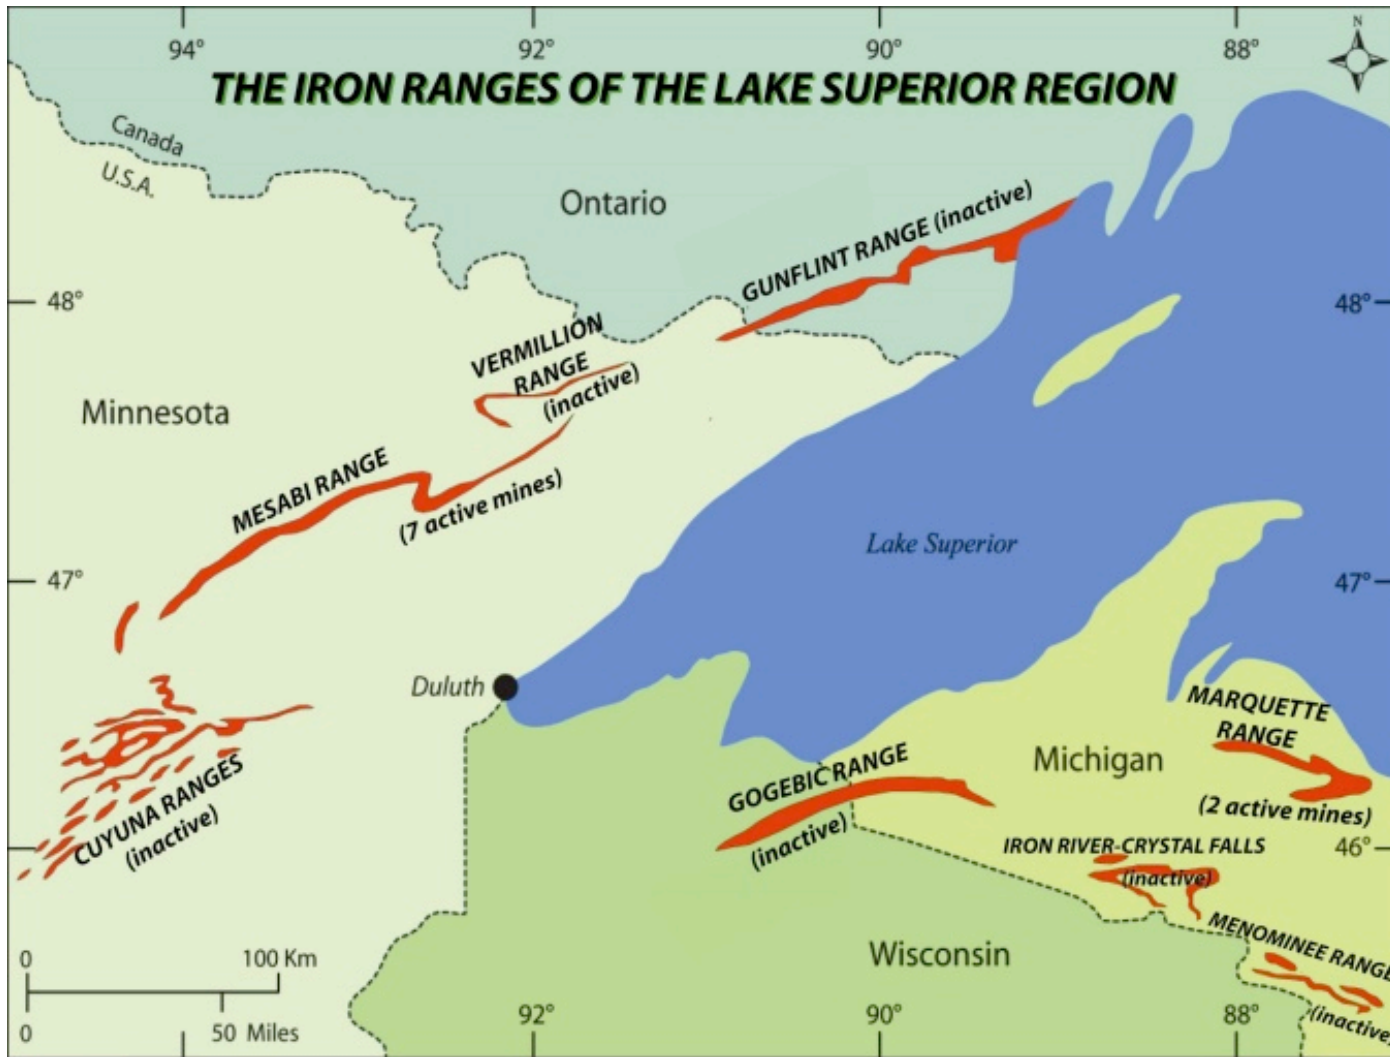 94°
92°
90°
88°
N
THE IRON RANGES OF THE LAKE SUPERIOR REGION
Canada
U.S.A.
Ontario
GUNFLINT RANGE (inactive)
48°
48°
VERMILLION
RANGE
(inactive)
Minnesota
MESABI RANGE
(7 active mines)
Lake Superior
47°
47°
Duluth
MARQUETTE
RANGE
(2 active mines)
Michigan
GOGEBIC RANGE
(inactive)
CUYUNA RANGES
(inactive)
IRON RIVER-CRYSTAL FALLS
(inactive)
46°
MENOMINEE RANGE
(inactive)
Wisconsin
0
100 Km
0
50 Miles
92°
90°
88°